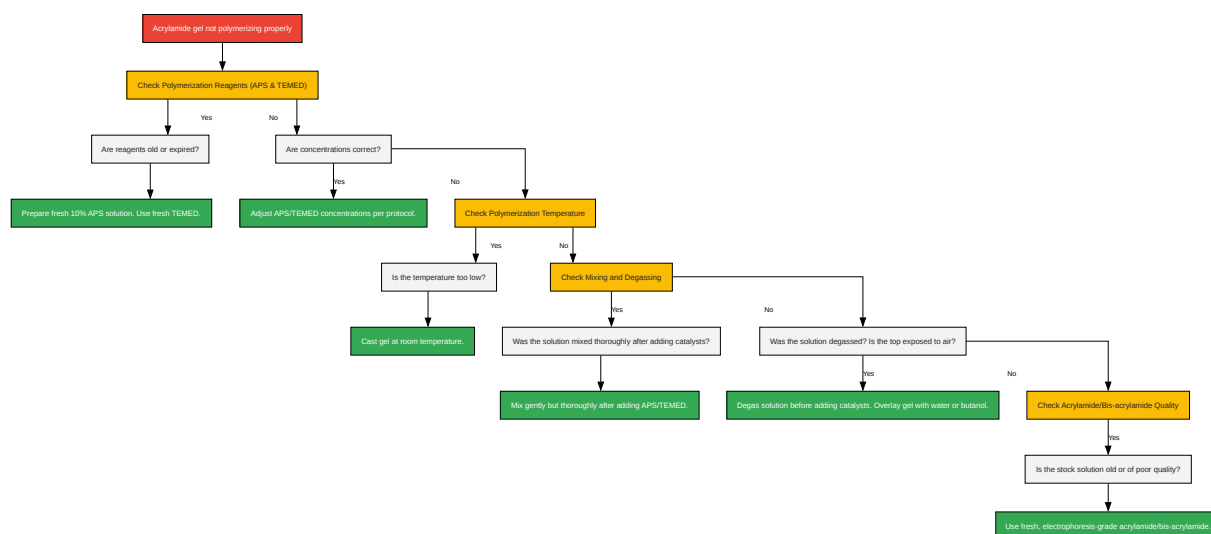 Acrylamide gel not polymerizing properly
Check Polymerization Reagents (APS & TEMED)
Yes
No
Are reagents old or expired?
Are concentrations correct?
Yes
No
Prepare fresh 10% APS solution. Use fresh TEMED.
Adjust APS/TEMED concentrations per protocol.
Check Polymerization Temperature
Yes
No
Is the temperature too low?
Check Mixing and Degassing
Yes
No
Cast gel at room temperature.
Was the solution mixed thoroughly after adding catalysts?
Was the solution degassed? Is the top exposed to air?
Yes
No
Mix gently but thoroughly after adding APS/TEMED.
Degas solution before adding catalysts. Overlay gel with water or butanol.
Check Acrylamide/Bis-acrylamide Quality
Yes
Is the stock solution old or of poor quality?
Use fresh, electrophoresis-grade acrylamide/bis-acrylamide.